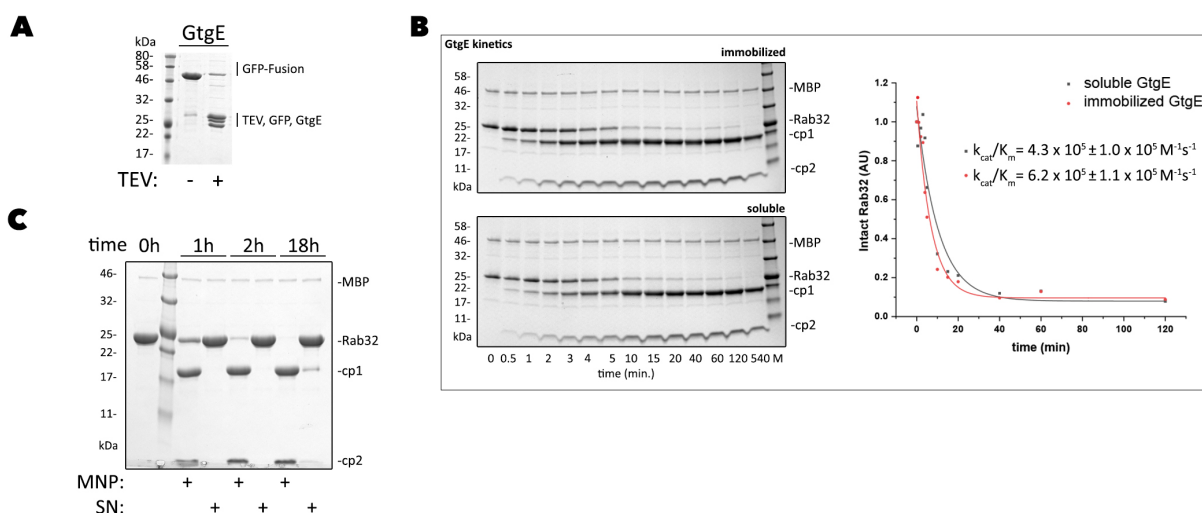 A
GtgE
kDa
80-
58-
46-
32-
25-
22-
17-
GFP-Fusion
TEV, GFP, GtgE
TEV: - +
B
GtgE kinetics
immobilized
58-
46-
32-
25-
22-
17-
11-
kDa
-MBP
-Rab32
-cp1
-cp2
soluble
58-
46-
32-
25-
22-
17-
11-
kDa
-MBP
-Rab32
-cp1
-cp2
0 0.5 1 2 3 4 5 10 15 20 40 60 120 540 M
time (min.)
1.2
1.0
0.8
0.6
0.4
0.2
0.0
Intact Rab32 (AU)
soluble GtgE
immobilized GtgE
kcat/Km= 4.3 x 10⁵ ± 1.0 x 10⁵ M⁻¹s⁻¹
kcat/Km= 6.2 x 10⁵ ± 1.1 x 10⁵ M⁻¹s⁻¹
0 20 40 60 80 100 120
time (min)
C
time 0h 1h 2h 18h
46-
32-
25-
22-
17-
11-
kDa
-MBP
-Rab32
-cp1
-cp2
MNP: + + +
SN: + + +